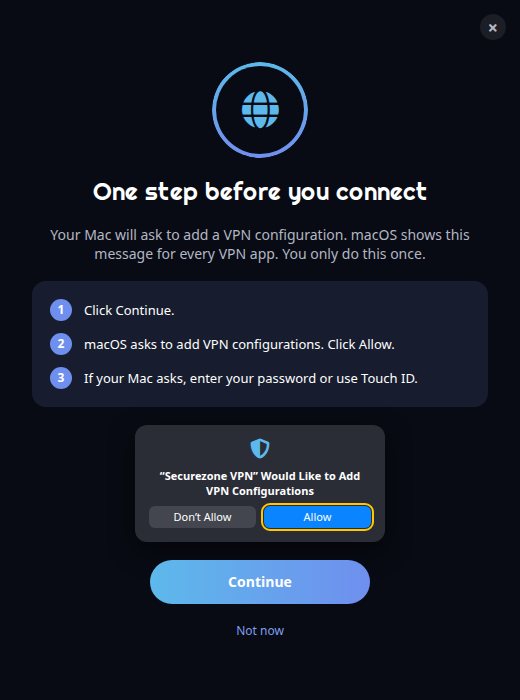 One step before you connect
Your Mac will ask to add a VPN configuration. macOS shows this
message for every VPN app. You only do this once.
1 Click Continue.
2 macOS asks to add VPN configurations. Click Allow.
3 If your Mac asks, enter your password or use Touch ID.
“Securezone VPN” Would Like to Add
VPN Configurations
Don’t Allow Allow
Continue
Not now